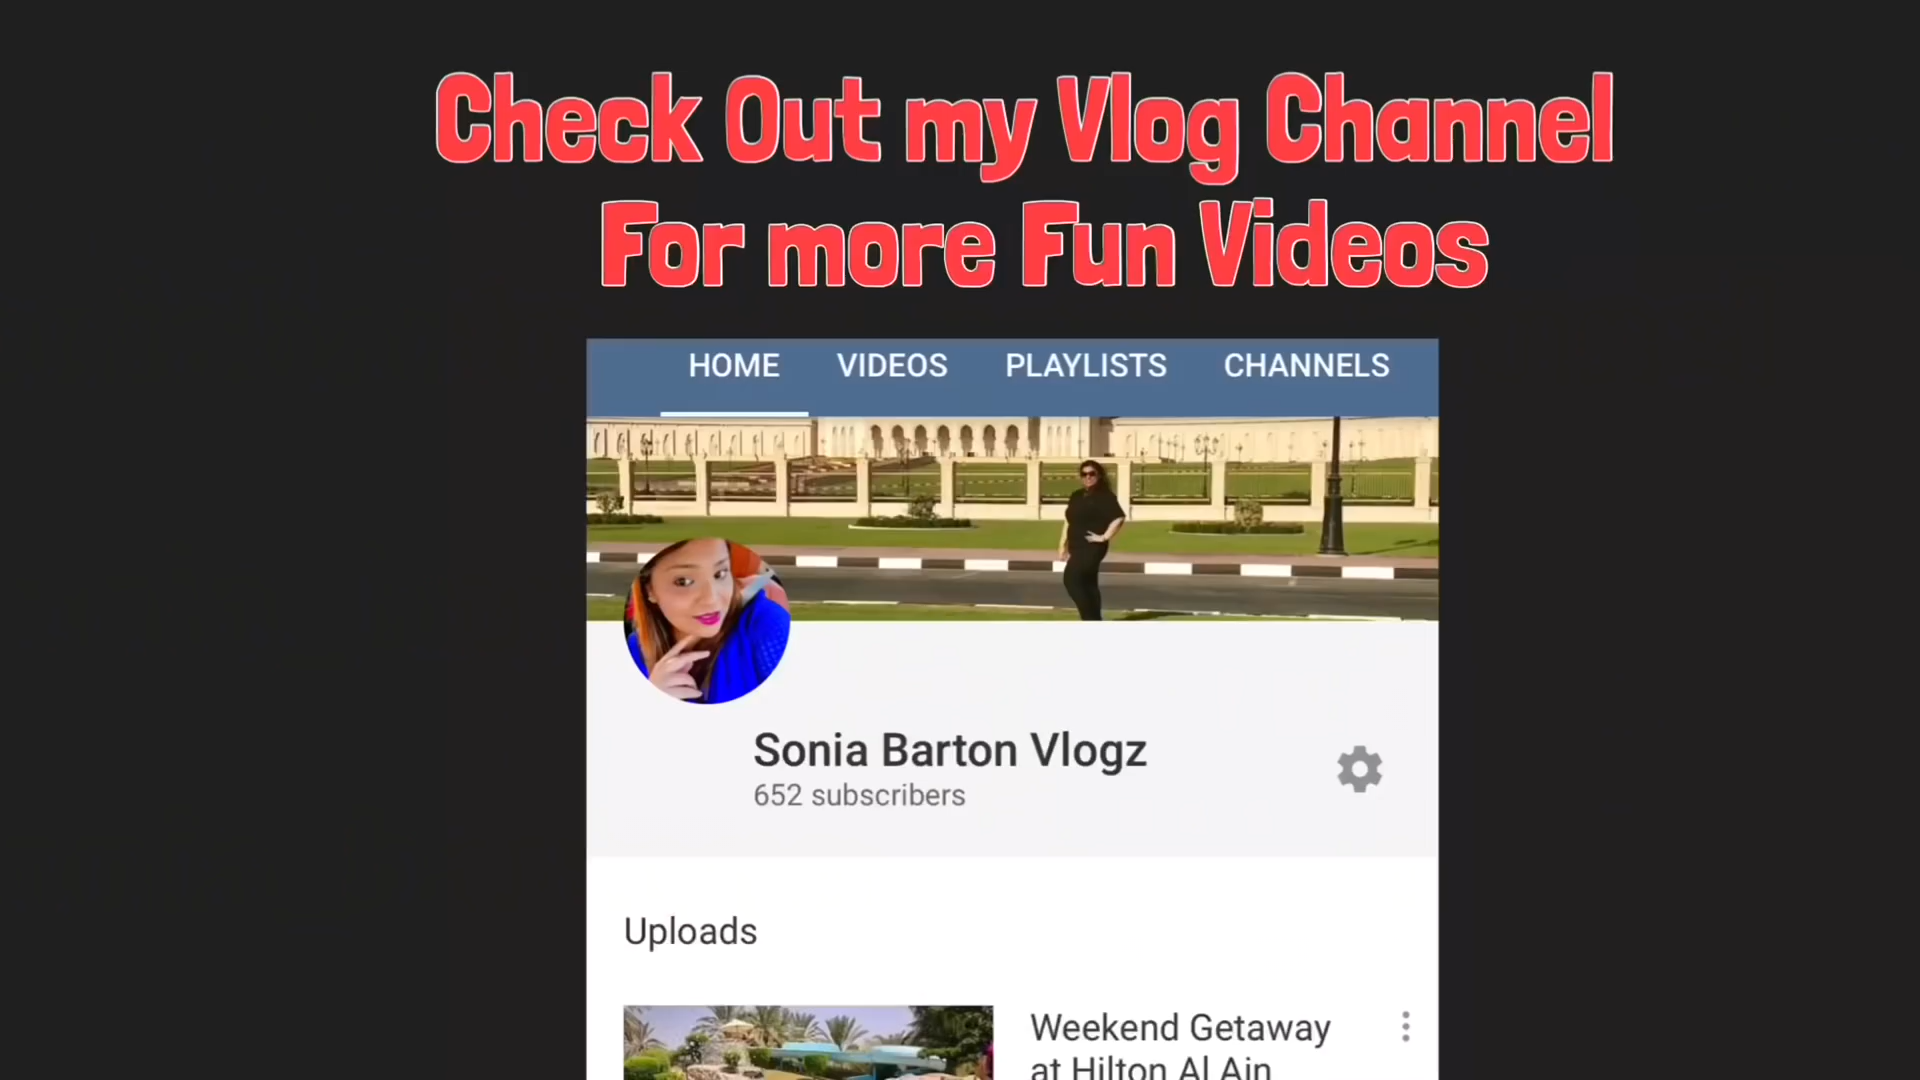 Check Out my Vlog Channel
For more Fun Videos
HOME VIDEOS PLAYLISTS CHANNELS
Sonia Barton Vlogz
652 subscribers
Uploads
Weekend Getaway
at Hilton Al Ain